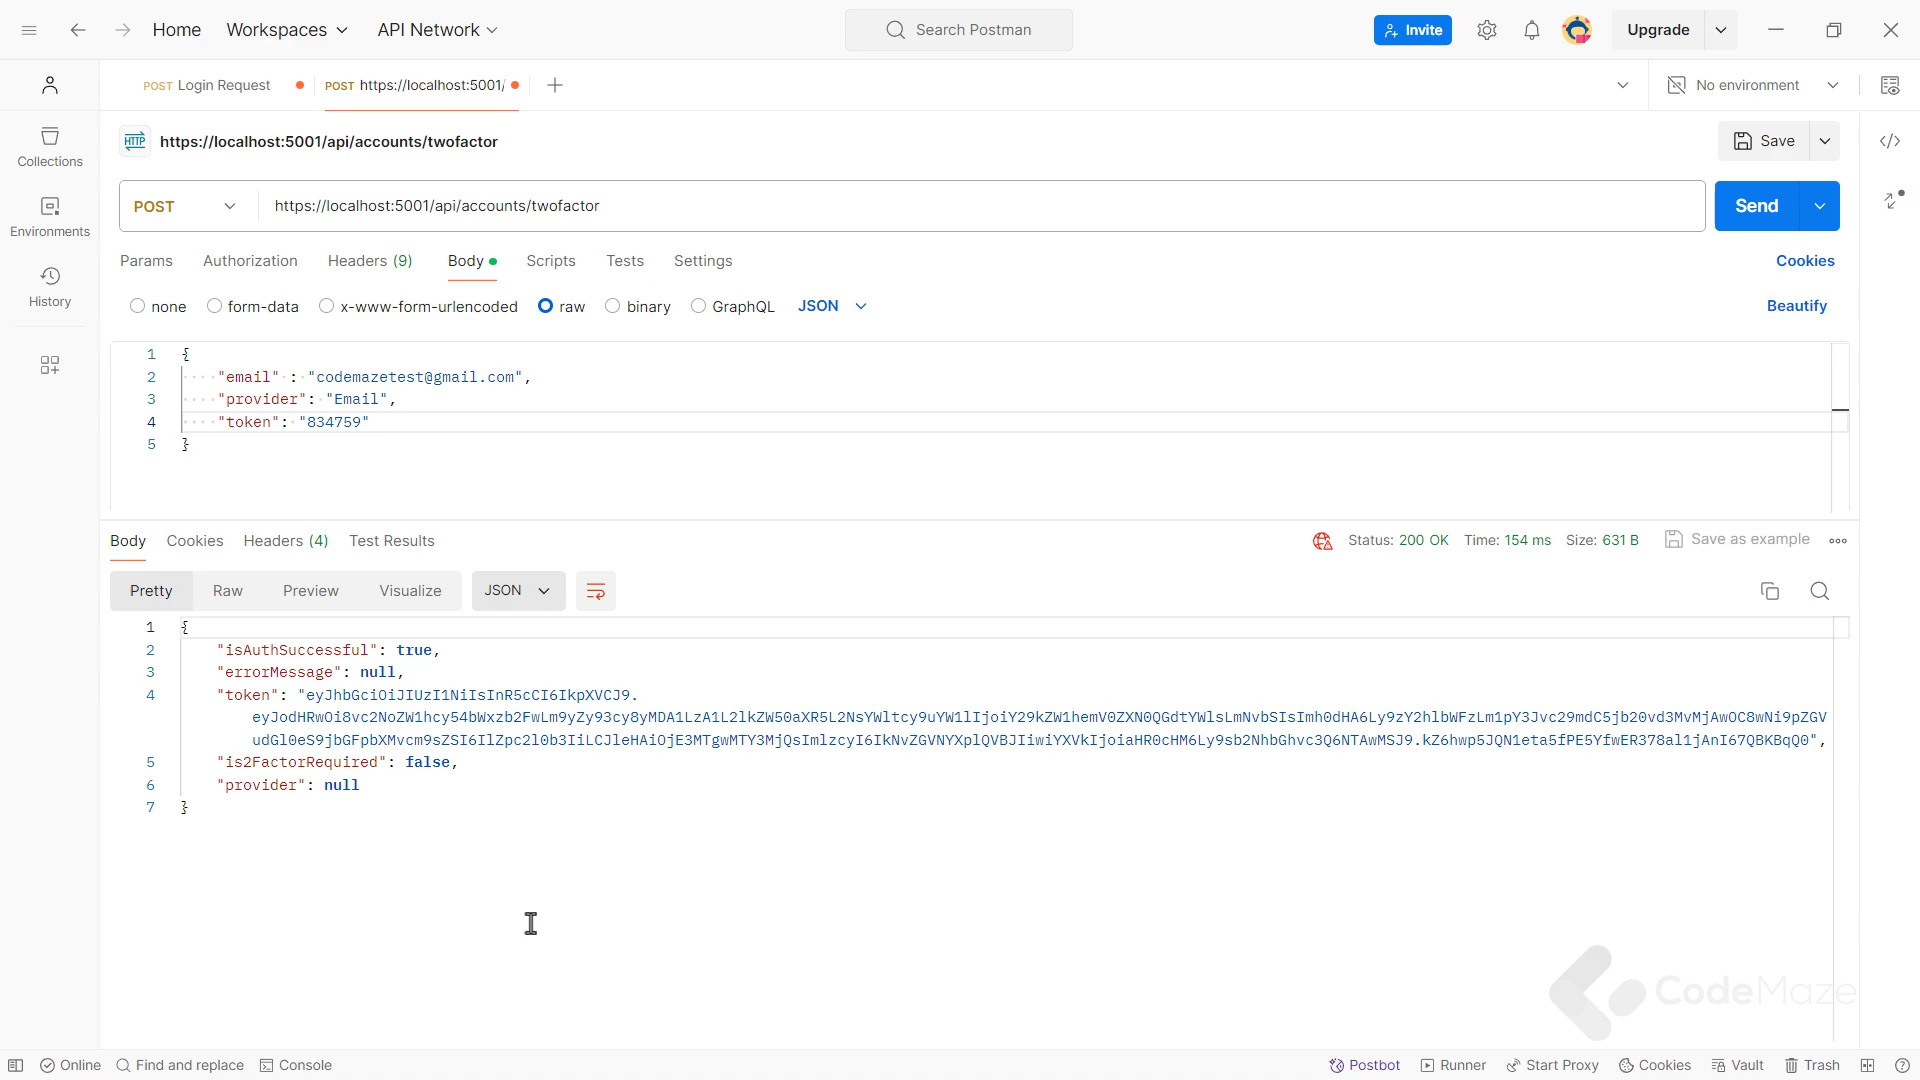 Home Workspaces API Network Search Postman Invite Upgrade
POST Login Request POST https://localhost:5001/ No environment
HTTP https://localhost:5001/api/accounts/twofactor Save
Collections
POST https://localhost:5001/api/accounts/twofactor Send
Environments
Params Authorization Headers (9) Body Scripts Tests Settings Cookies
History
none form-data x-www-form-urlencoded raw binary GraphQL JSON Beautify
1 {
2 "email" : "codemazetest@gmail.com",
3 "provider": "Email",
4 "token": "834759"
5 }
Body Cookies Headers (4) Test Results Status: 200 OK Time: 154 ms Size: 631 B Save as example
Pretty Raw Preview Visualize JSON
1 {
2 "isAuthSuccessful": true,
3 "errorMessage": null,
4 "token": "eyJhbGciOiJIUzI1NiIsInR5cCI6IkpXVCJ9.
eyJodHRwOi8vc2NoZW1hcy54bWxzb2FwLm9yZy93cy8yMDA1LzA1L2lkZW50aXR5L2NsYWltcy9uYW1lIjoiY29kZW1hemV0ZXN0QGdtYWlsLmNvbSIsImh0dHA6Ly9zY2hlbWFzLm1pY3Jvc29mdC5jb20vd3MvMjAwOC8wNi9pZGV
udGl0eS9jbGFpbXMvcm9sZSI6IlZpc2l0b3IiLCJleHAiOjE3MTgwMTY3MjQsImlzcyI6IkNvZGVNYXplQVBJIiwiYXVkIjoiaHR0cHM6Ly9sb2NhbGhvc3Q6NTAwMSJ9.kZ6hwp5JQN1eta5fPE5YfwER378al1jAnI67QBKBqQ0",
5 "is2FactorRequired": false,
6 "provider": null
7 }
CodeMaze
Online Find and replace Console Postbot Runner Start Proxy Cookies Vault Trash